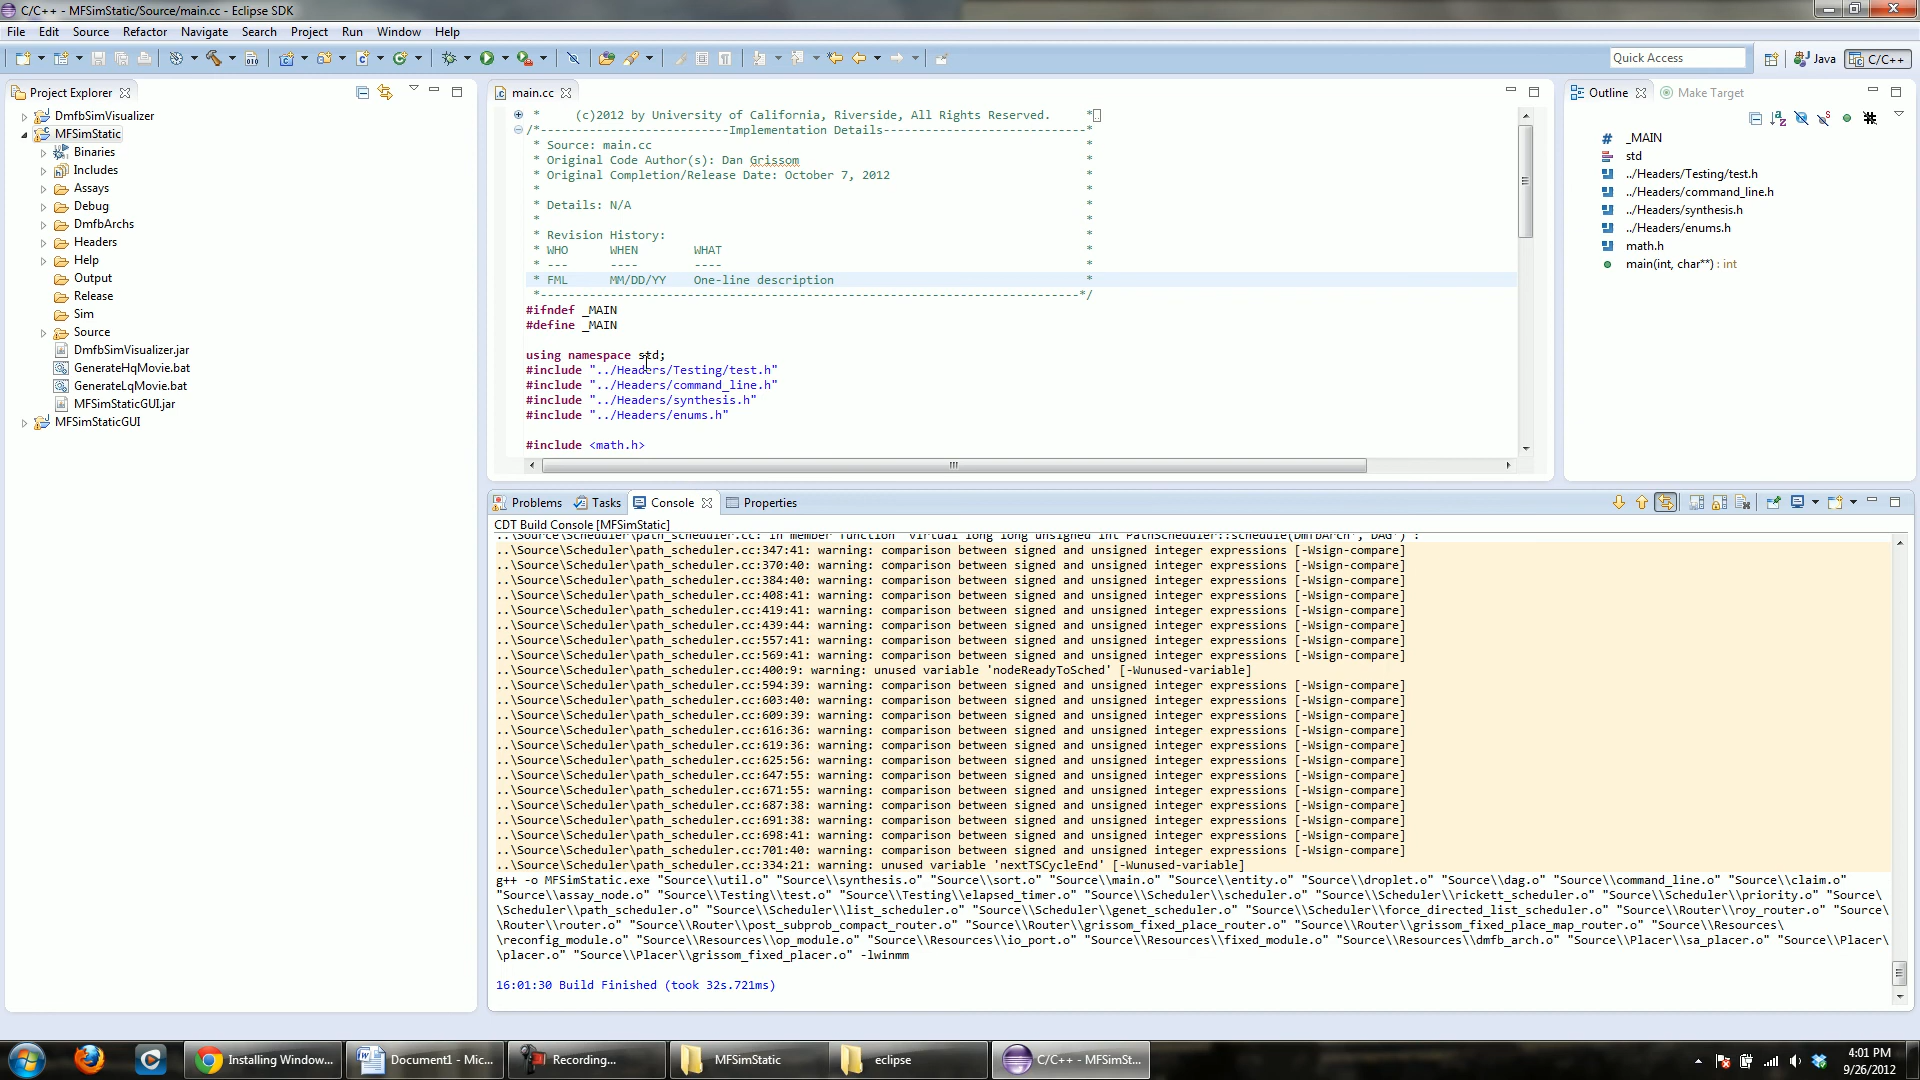 C/C++ - MFSimStatic/Source/main.cc - Eclipse SDK
File Edit Source Refactor Navigate Search Project Run Window Help
Quick Access
Java
C/C++
Project Explorer
DmfbSimVisualizer
MFSimStatic
Binaries
Includes
Assays
Debug
DmfbArchs
Headers
Help
Output
Release
Sim
Source
DmfbSimVisualizer.jar
GenerateHqMovie.bat
GenerateLqMovie.bat
MFSimStaticGUI.jar
MFSimStaticGUI
main.cc
* (c)2012 by University of California, Riverside, All Rights Reserved. *
/*---------------------------Implementation Details-----------------------------*
* Source: main.cc *
* Original Code Author(s): Dan Grissom *
* Original Completion/Release Date: October 7, 2012 *
* *
* Details: N/A *
* *
* Revision History: *
* WHO WHEN WHAT *
* --- ---- ---- *
* FML MM/DD/YY One-line description *
*-----------------------------------------------------------------------------*/
#ifndef _MAIN
#define _MAIN
using namespace std;
#include "../Headers/Testing/test.h"
#include "../Headers/command_line.h"
#include "../Headers/synthesis.h"
#include "../Headers/enums.h"
#include <math.h>
Outline
Make Target
_MAIN
std
../Headers/Testing/test.h
../Headers/command_line.h
../Headers/synthesis.h
../Headers/enums.h
math.h
main(int, char**) : int
Problems Tasks Console Properties
CDT Build Console [MFSimStatic]
..\Source\Scheduler\path_scheduler.cc: In member function 'virtual long long unsigned int PathScheduler::schedule(DmfbArch*, DAG*)':
..\Source\Scheduler\path_scheduler.cc:347:41: warning: comparison between signed and unsigned integer expressions [-Wsign-compare]
..\Source\Scheduler\path_scheduler.cc:370:40: warning: comparison between signed and unsigned integer expressions [-Wsign-compare]
..\Source\Scheduler\path_scheduler.cc:384:40: warning: comparison between signed and unsigned integer expressions [-Wsign-compare]
..\Source\Scheduler\path_scheduler.cc:408:41: warning: comparison between signed and unsigned integer expressions [-Wsign-compare]
..\Source\Scheduler\path_scheduler.cc:419:41: warning: comparison between signed and unsigned integer expressions [-Wsign-compare]
..\Source\Scheduler\path_scheduler.cc:439:44: warning: comparison between signed and unsigned integer expressions [-Wsign-compare]
..\Source\Scheduler\path_scheduler.cc:557:41: warning: comparison between signed and unsigned integer expressions [-Wsign-compare]
..\Source\Scheduler\path_scheduler.cc:569:41: warning: comparison between signed and unsigned integer expressions [-Wsign-compare]
..\Source\Scheduler\path_scheduler.cc:400:9: warning: unused variable 'nodeReadyToSched' [-Wunused-variable]
..\Source\Scheduler\path_scheduler.cc:594:39: warning: comparison between signed and unsigned integer expressions [-Wsign-compare]
..\Source\Scheduler\path_scheduler.cc:603:40: warning: comparison between signed and unsigned integer expressions [-Wsign-compare]
..\Source\Scheduler\path_scheduler.cc:609:39: warning: comparison between signed and unsigned integer expressions [-Wsign-compare]
..\Source\Scheduler\path_scheduler.cc:616:36: warning: comparison between signed and unsigned integer expressions [-Wsign-compare]
..\Source\Scheduler\path_scheduler.cc:619:36: warning: comparison between signed and unsigned integer expressions [-Wsign-compare]
..\Source\Scheduler\path_scheduler.cc:625:56: warning: comparison between signed and unsigned integer expressions [-Wsign-compare]
..\Source\Scheduler\path_scheduler.cc:647:55: warning: comparison between signed and unsigned integer expressions [-Wsign-compare]
..\Source\Scheduler\path_scheduler.cc:671:55: warning: comparison between signed and unsigned integer expressions [-Wsign-compare]
..\Source\Scheduler\path_scheduler.cc:687:38: warning: comparison between signed and unsigned integer expressions [-Wsign-compare]
..\Source\Scheduler\path_scheduler.cc:691:38: warning: comparison between signed and unsigned integer expressions [-Wsign-compare]
..\Source\Scheduler\path_scheduler.cc:698:41: warning: comparison between signed and unsigned integer expressions [-Wsign-compare]
..\Source\Scheduler\path_scheduler.cc:701:40: warning: comparison between signed and unsigned integer expressions [-Wsign-compare]
..\Source\Scheduler\path_scheduler.cc:334:21: warning: unused variable 'nextTSCycleEnd' [-Wunused-variable]
g++ -o MFSimStatic.exe "Source\\util.o" "Source\\synthesis.o" "Source\\sort.o" "Source\\main.o" "Source\\entity.o" "Source\\droplet.o" "Source\\dag.o" "Source\\command_line.o" "Source\\claim.o"
"Source\\assay_node.o" "Source\\Testing\\test.o" "Source\\Testing\\elapsed_timer.o" "Source\\Scheduler\\scheduler.o" "Source\\Scheduler\\rickett_scheduler.o" "Source\\Scheduler\\priority.o" "Source\
\Scheduler\\path_scheduler.o" "Source\\Scheduler\\list_scheduler.o" "Source\\Scheduler\\genet_scheduler.o" "Source\\Scheduler\\force_directed_list_scheduler.o" "Source\\Router\\roy_router.o" "Source\
\Router\\router.o" "Source\\Router\\post_subprob_compact_router.o" "Source\\Router\\grissom_fixed_place_router.o" "Source\\Router\\grissom_fixed_place_map_router.o" "Source\\Resources\
\reconfig_module.o" "Source\\Resources\\op_module.o" "Source\\Resources\\io_port.o" "Source\\Resources\\fixed_module.o" "Source\\Resources\\dmfb_arch.o" "Source\\Placer\\sa_placer.o" "Source\\Placer\
\placer.o" "Source\\Placer\\grissom_fixed_placer.o" -lwinmm
16:01:30 Build Finished (took 32s.721ms)
Installing Window...
Document1 - Mic...
Recording...
MFSimStatic
eclipse
C/C++ - MFSimSt...
4:01 PM
9/26/2012